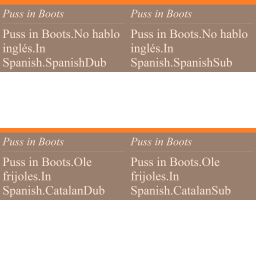 Puss in Boots
Puss in Boots
Puss in Boots.No hablo
inglés.In
Spanish.SpanishDub
Puss in Boots.No hablo
inglés.In
Spanish.SpanishSub
Puss in Boots
Puss in Boots
Puss in Boots.Ole
frijoles.In
Spanish.CatalanDub
Puss in Boots.Ole
frijoles.In
Spanish.CatalanSub